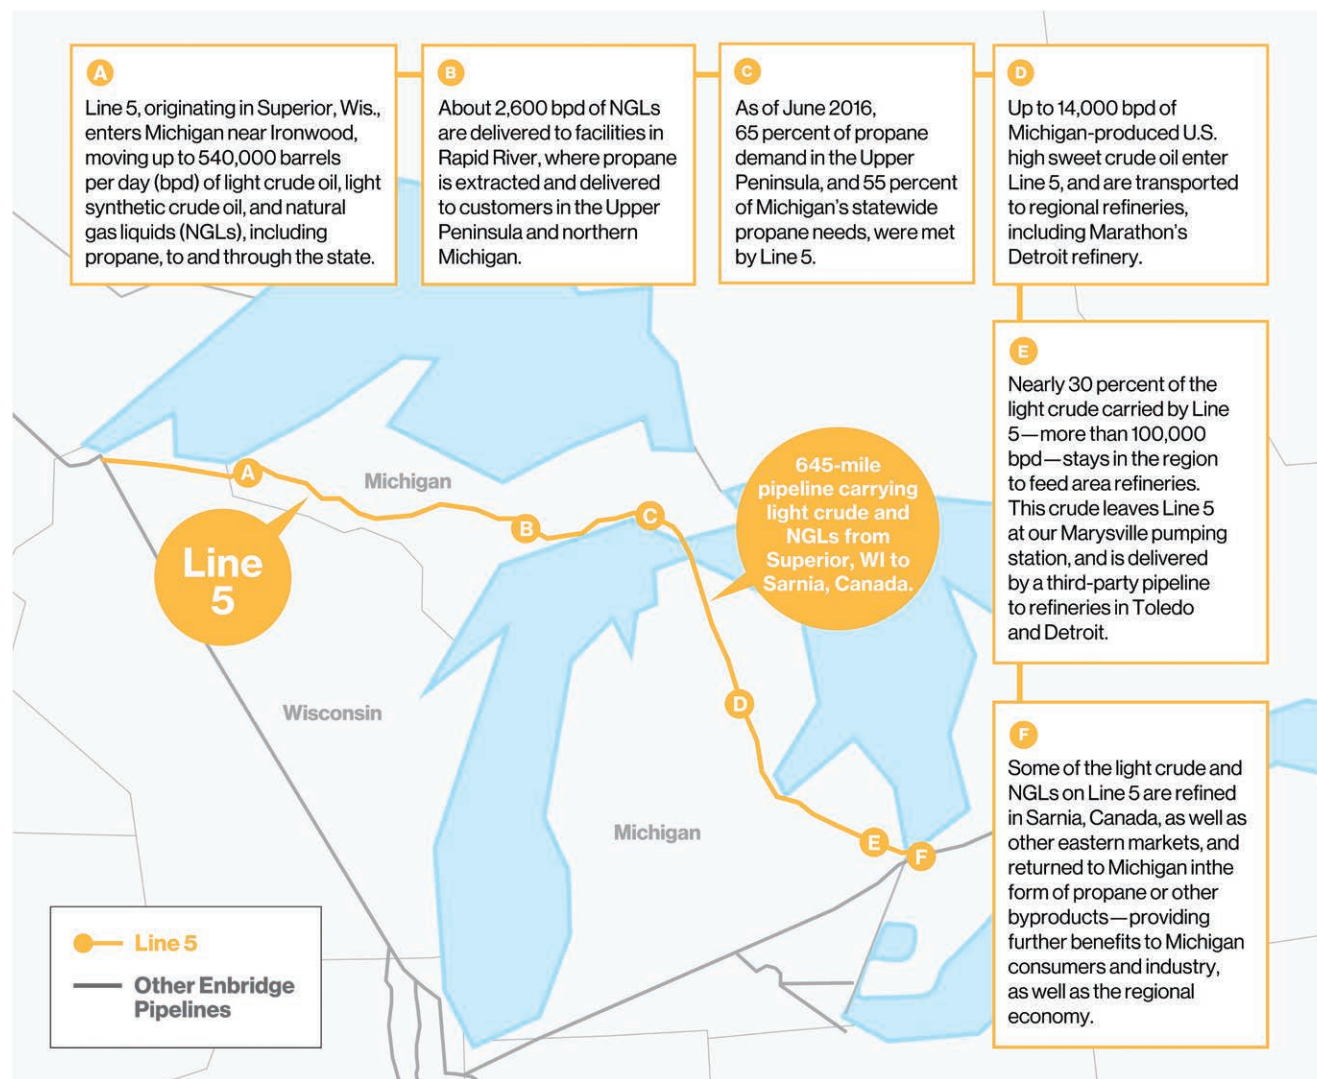 A
Line 5, originating in Superior, Wis.,
enters Michigan near Ironwood,
moving up to 540,000 barrels
per day (bpd) of light crude oil, light
synthetic crude oil, and natural
gas liquids (NGLs), including
propane, to and through the state.
B
About 2,600 bpd of NGLs
are delivered to facilities in
Rapid River, where propane
is extracted and delivered
to customers in the Upper
Peninsula and northern
Michigan.
C
As of June 2016,
65 percent of propane
demand in the Upper
Peninsula, and 55 percent
of Michigan’s statewide
propane needs, were met
by Line 5.
D
Up to 14,000 bpd of
Michigan-produced U.S.
high sweet crude oil enter
Line 5, and are transported
to regional refineries,
including Marathon’s
Detroit refinery.
E
Nearly 30 percent of the
light crude carried by Line
5—more than 100,000
bpd—stays in the region
to feed area refineries.
This crude leaves Line 5
at our Marysville pumping
station, and is delivered
by a third-party pipeline
to refineries in Toledo
and Detroit.
F
Some of the light crude and
NGLs on Line 5 are refined
in Sarnia, Canada, as well as
other eastern markets, and
returned to Michigan inthe
form of propane or other
byproducts—providing
further benefits to Michigan
consumers and industry,
as well as the regional
economy.
645-mile
pipeline carrying
light crude and
NGLs from
Superior, WI to
Sarnia, Canada.
A
Michigan
B
C
Line
5
D
Wisconsin
Michigan
E
F
Line 5
Other Enbridge
Pipelines